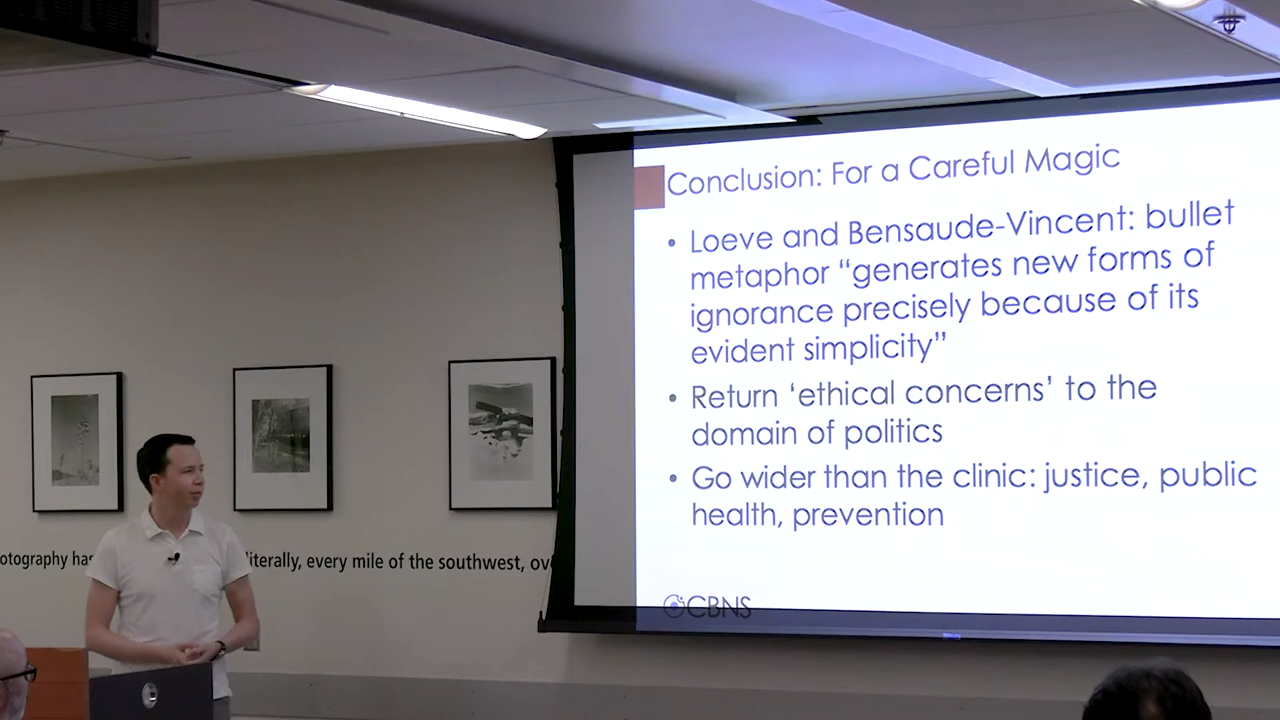 Conclusion: For a Careful Magic
• Loeve and Bensaude-Vincent: bullet
metaphor “generates new forms of
ignorance precisely because of its
evident simplicity”
• Return ‘ethical concerns’ to the
domain of politics
• Go wider than the clinic: justice, public
health, prevention
CBNS
otography has
literally, every mile of the southwest, ov